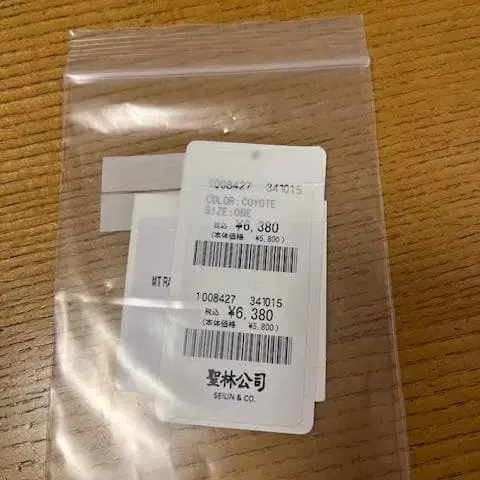 1008427 341015
COLOR:COYOTE
SIZE:ONE
税込 ¥6,380
(本体価格 ¥5,800)
MT RA
1008427 341015
税込 ¥6,380
(本体価格 ¥5,800)
聖林公司
SEILIN & CO.